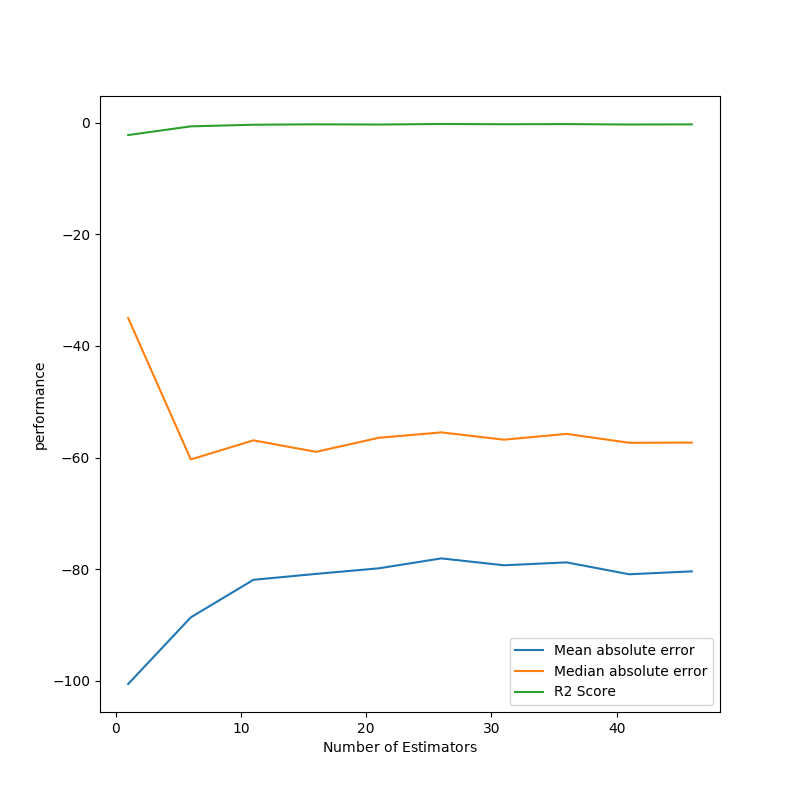 0
−20
−40
−60
−80
−100
performance
0 10 20 30 40
Number of Estimators
Mean absolute error
Median absolute error
R2 Score